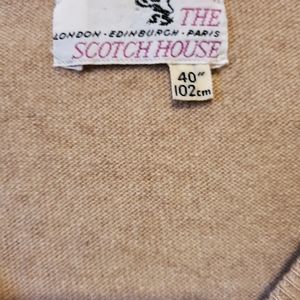 THE
LONDON · EDINBURGH · PARIS
SCOTCH HOUSE
40"
102cm